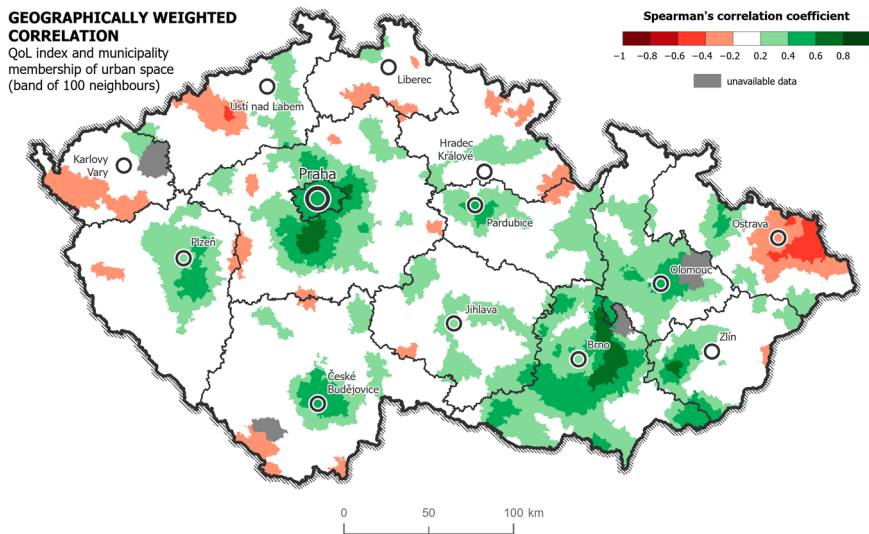 GEOGRAPHICALLY WEIGHTED
CORRELATION
QoL index and municipality
membership of urban space
(band of 100 neighbours)
Spearman's correlation coefficient
−1 -0.8 -0.6 -0.4 -0.2 0.2 0.4 0.6 0.8
unavailable data
Liberec
Ústí nad Labem
Karlovy
Vary
Hradec
Králové
Praha
Pardubice
Plzeň
Ostrava
Olomouc
Jihlava
Brno
Zlín
České
Budějovice
0 50 100 km